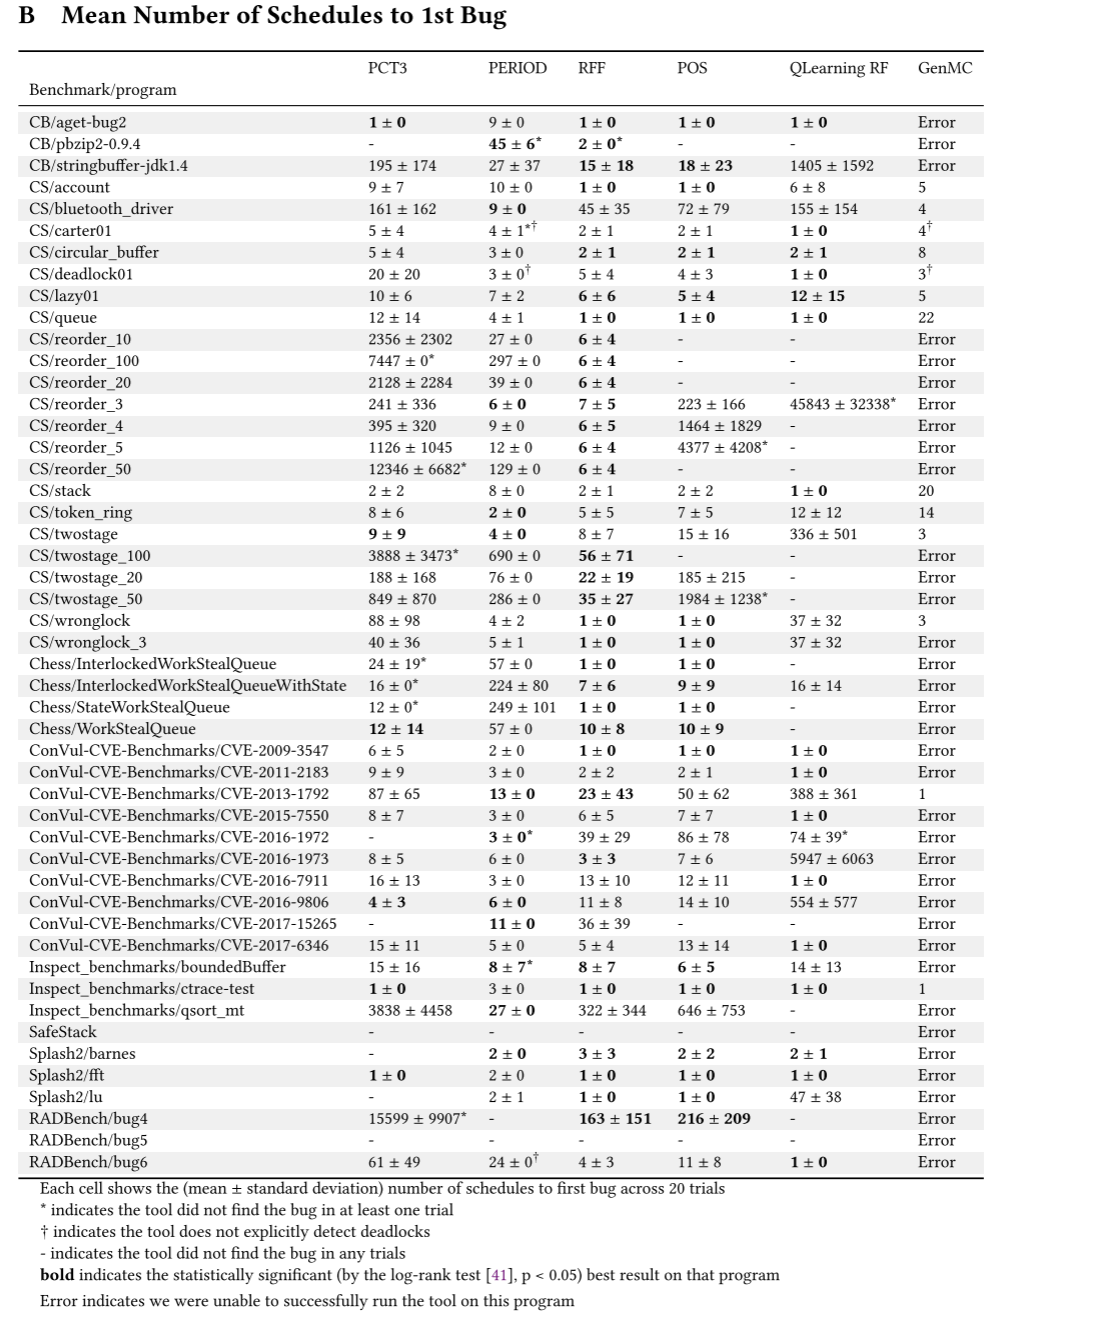 B Mean Number of Schedules to 1st Bug
PCT3 PERIOD RFF POS QLearning RF GenMC
Benchmark/program
CB/aget-bug2 1 ± 0 9 ± 0 1 ± 0 1 ± 0 1 ± 0 Error
CB/pbzip2-0.9.4 - 45 ± 6* 2 ± 0* - - Error
CB/stringbuffer-jdk1.4 195 ± 174 27 ± 37 15 ± 18 18 ± 23 1405 ± 1592 Error
CS/account 9 ± 7 10 ± 0 1 ± 0 1 ± 0 6 ± 8 5
CS/bluetooth_driver 161 ± 162 9 ± 0 45 ± 35 72 ± 79 155 ± 154 4
CS/carter01 5 ± 4 4 ± 1*† 2 ± 1 2 ± 1 1 ± 0 4†
CS/circular_buffer 5 ± 4 3 ± 0 2 ± 1 2 ± 1 2 ± 1 8
CS/deadlock01 20 ± 20 3 ± 0† 5 ± 4 4 ± 3 1 ± 0 3†
CS/lazy01 10 ± 6 7 ± 2 6 ± 6 5 ± 4 12 ± 15 5
CS/queue 12 ± 14 4 ± 1 1 ± 0 1 ± 0 1 ± 0 22
CS/reorder_10 2356 ± 2302 27 ± 0 6 ± 4 - - Error
CS/reorder_100 7447 ± 0* 297 ± 0 6 ± 4 - - Error
CS/reorder_20 2128 ± 2284 39 ± 0 6 ± 4 - - Error
CS/reorder_3 241 ± 336 6 ± 0 7 ± 5 223 ± 166 45843 ± 32338* Error
CS/reorder_4 395 ± 320 9 ± 0 6 ± 5 1464 ± 1829 - Error
CS/reorder_5 1126 ± 1045 12 ± 0 6 ± 4 4377 ± 4208* - Error
CS/reorder_50 12346 ± 6682* 129 ± 0 6 ± 4 - - Error
CS/stack 2 ± 2 8 ± 0 2 ± 1 2 ± 2 1 ± 0 20
CS/token_ring 8 ± 6 2 ± 0 5 ± 5 7 ± 5 12 ± 12 14
CS/twostage 9 ± 9 4 ± 0 8 ± 7 15 ± 16 336 ± 501 3
CS/twostage_100 3888 ± 3473* 690 ± 0 56 ± 71 - - Error
CS/twostage_20 188 ± 168 76 ± 0 22 ± 19 185 ± 215 - Error
CS/twostage_50 849 ± 870 286 ± 0 35 ± 27 1984 ± 1238* - Error
CS/wronglock 88 ± 98 4 ± 2 1 ± 0 1 ± 0 37 ± 32 3
CS/wronglock_3 40 ± 36 5 ± 1 1 ± 0 1 ± 0 37 ± 32 Error
Chess/InterlockedWorkStealQueue 24 ± 19* 57 ± 0 1 ± 0 1 ± 0 - Error
Chess/InterlockedWorkStealQueueWithState 16 ± 0* 224 ± 80 7 ± 6 9 ± 9 16 ± 14 Error
Chess/StateWorkStealQueue 12 ± 0* 249 ± 101 1 ± 0 1 ± 0 - Error
Chess/WorkStealQueue 12 ± 14 57 ± 0 10 ± 8 10 ± 9 - Error
ConVul-CVE-Benchmarks/CVE-2009-3547 6 ± 5 2 ± 0 1 ± 0 1 ± 0 1 ± 0 Error
ConVul-CVE-Benchmarks/CVE-2011-2183 9 ± 9 3 ± 0 2 ± 2 2 ± 1 1 ± 0 Error
ConVul-CVE-Benchmarks/CVE-2013-1792 87 ± 65 13 ± 0 23 ± 43 50 ± 62 388 ± 361 1
ConVul-CVE-Benchmarks/CVE-2015-7550 8 ± 7 3 ± 0 6 ± 5 7 ± 7 1 ± 0 Error
ConVul-CVE-Benchmarks/CVE-2016-1972 - 3 ± 0* 39 ± 29 86 ± 78 74 ± 39* Error
ConVul-CVE-Benchmarks/CVE-2016-1973 8 ± 5 6 ± 0 3 ± 3 7 ± 6 5947 ± 6063 Error
ConVul-CVE-Benchmarks/CVE-2016-7911 16 ± 13 3 ± 0 13 ± 10 12 ± 11 1 ± 0 Error
ConVul-CVE-Benchmarks/CVE-2016-9806 4 ± 3 6 ± 0 11 ± 8 14 ± 10 554 ± 577 Error
ConVul-CVE-Benchmarks/CVE-2017-15265 - 11 ± 0 36 ± 39 - - Error
ConVul-CVE-Benchmarks/CVE-2017-6346 15 ± 11 5 ± 0 5 ± 4 13 ± 14 1 ± 0 Error
Inspect_benchmarks/boundedBuffer 15 ± 16 8 ± 7* 8 ± 7 6 ± 5 14 ± 13 Error
Inspect_benchmarks/ctrace-test 1 ± 0 3 ± 0 1 ± 0 1 ± 0 1 ± 0 1
Inspect_benchmarks/qsort_mt 3838 ± 4458 27 ± 0 322 ± 344 646 ± 753 - Error
SafeStack - - - - - Error
Splash2/barnes - 2 ± 0 3 ± 3 2 ± 2 2 ± 1 Error
Splash2/fft 1 ± 0 2 ± 0 1 ± 0 1 ± 0 1 ± 0 Error
Splash2/lu - 2 ± 1 1 ± 0 1 ± 0 47 ± 38 Error
RADBench/bug4 15599 ± 9907* - 163 ± 151 216 ± 209 - Error
RADBench/bug5 - - - - - Error
RADBench/bug6 61 ± 49 24 ± 0† 4 ± 3 11 ± 8 1 ± 0 Error
Each cell shows the (mean ± standard deviation) number of schedules to first bug across 20 trials
* indicates the tool did not find the bug in at least one trial
† indicates the tool does not explicitly detect deadlocks
- indicates the tool did not find the bug in any trials
bold indicates the statistically significant (by the log-rank test [41], p < 0.05) best result on that program
Error indicates we were unable to successfully run the tool on this program